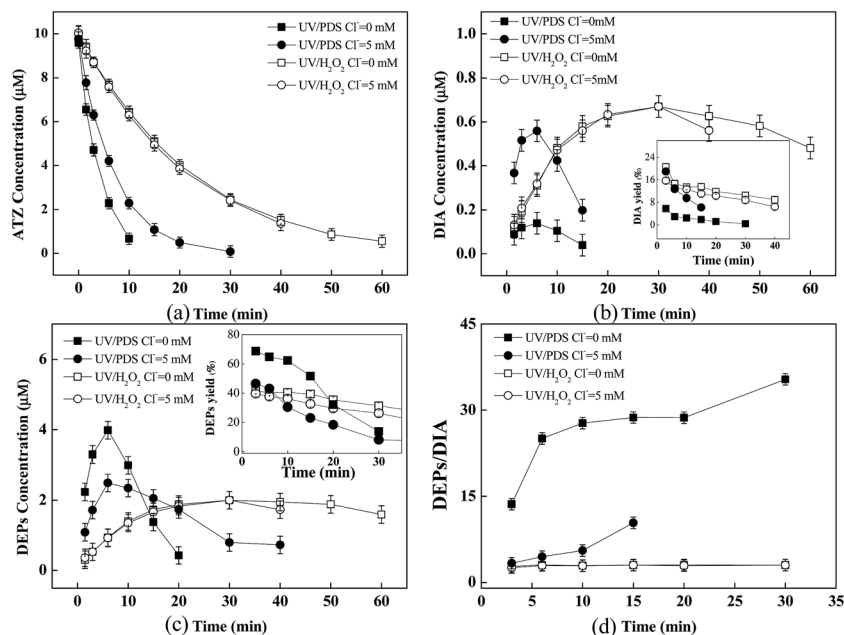 UV/PDS Cl⁻=0 mM
UV/PDS Cl⁻=5 mM
UV/H₂O₂ Cl⁻=0 mM
UV/H₂O₂ Cl⁻=5 mM
ATZ Concentration (μM)
10
8
6
4
2
0
0 10 20 30 40 50 60
(a) Time (min)
UV/PDS Cl⁻=0mM
UV/PDS Cl⁻=5mM
UV/H₂O₂ Cl⁻=0mM
UV/H₂O₂ Cl⁻=5mM
DIA Concentration (μM)
1.0
0.8
0.6
0.4
0.2
0.0
0 10 20 30 40 50 60
(b) Time (min)
DIA yield (%)
24
18
12
6
0
0 10 20 30 40
Time (min)
UV/PDS Cl⁻=0 mM
UV/PDS Cl⁻=5 mM
UV/H₂O₂ Cl⁻=0 mM
UV/H₂O₂ Cl⁻=5 mM
DEPs Concentration (μM)
6
4
2
0
0 10 20 30 40 50 60
(c) Time (min)
DEPs yield (%)
80
60
40
20
0
0 10 20 30
Time (min)
UV/PDS Cl⁻=0 mM
UV/PDS Cl⁻=5 mM
UV/H₂O₂ Cl⁻=0 mM
UV/H₂O₂ Cl⁻=5 mM
DEPs/DIA
45
30
15
0
0 5 10 15 20 25 30 35
(d) Time (min)